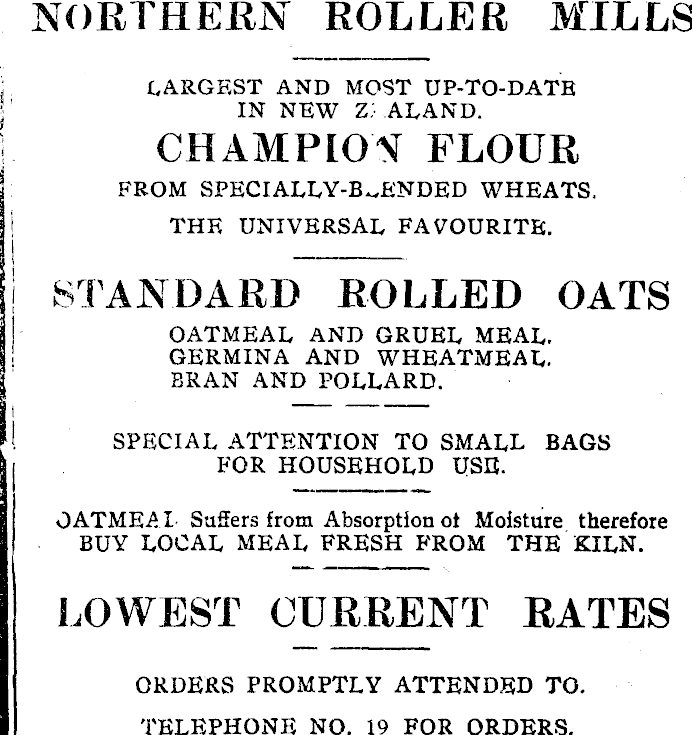 NORTHERN ROLLER MILLS
LARGEST AND MOST UP-TO-DATE
IN NEW ZEALAND.
CHAMPION FLOUR
FROM SPECIALLY-BLENDED WHEATS.
THE UNIVERSAL FAVOURITE.
STANDARD ROLLED OATS
OATMEAL AND GRUEL MEAL.
GERMINA AND WHEATMEAL.
BRAN AND POLLARD.
SPECIAL ATTENTION TO SMALL BAGS
FOR HOUSEHOLD USE.
OATMEAL Suffers from Absorption of Moisture therefore
BUY LOCAL MEAL FRESH FROM THE KILN.
LOWEST CURRENT RATES
ORDERS PROMPTLY ATTENDED TO.
TELEPHONE NO. 19 FOR ORDERS.